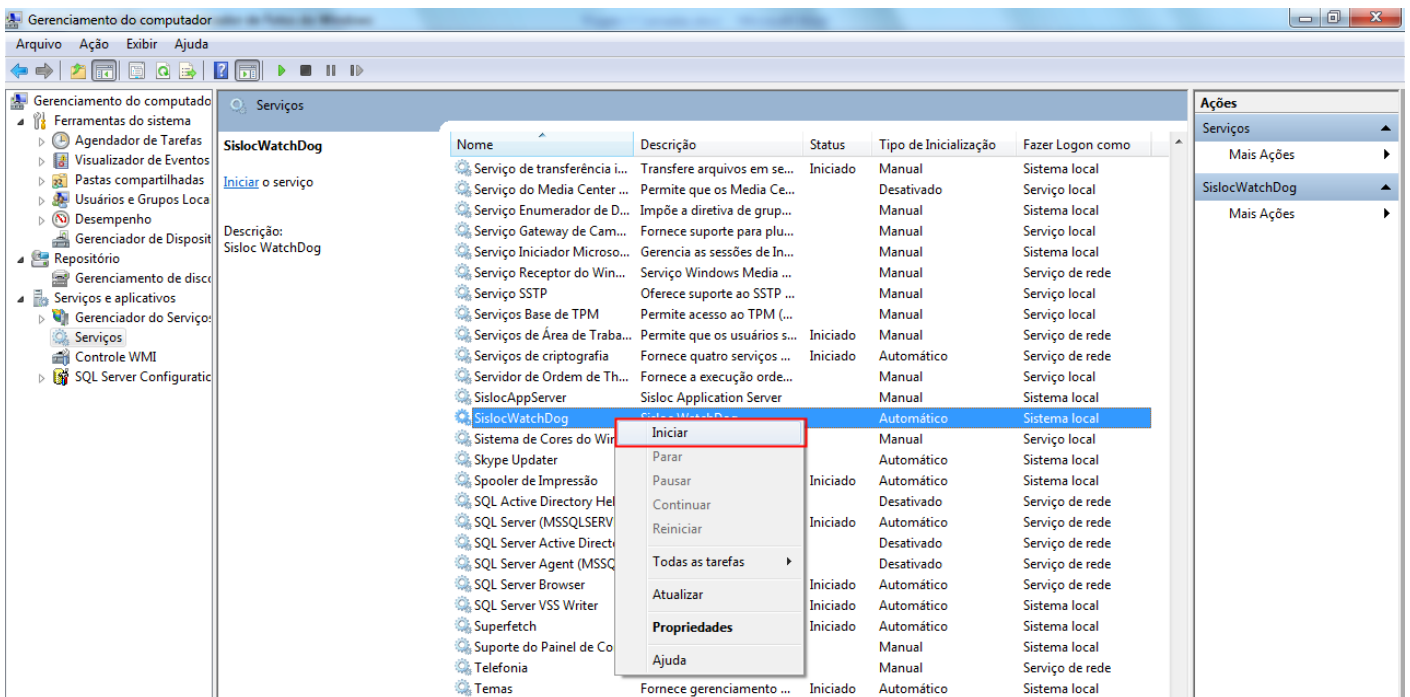 Gerenciamento do computador
Arquivo Ação Exibir Ajuda
Gerenciamento do computado
Ferramentas do sistema
Agendador de Tarefas
Visualizador de Eventos
Pastas compartilhadas
Usuários e Grupos Loca
Desempenho
Gerenciador de Disposit
Repositório
Gerenciamento de disco
Serviços e aplicativos
Gerenciador do Serviços
Serviços
Controle WMI
SQL Server Configuratic
Serviços
SislocWatchDog
Iniciar o serviço
Descrição:
Sisloc WatchDog
Nome Descrição Status Tipo de Inicialização Fazer Logon como
Serviço de transferência i... Transfere arquivos em se... Iniciado Manual Sistema local
Serviço do Media Center ... Permite que os Media Ce... Desativado Serviço local
Serviço Enumerador de D... Impõe a diretiva de grup... Manual Sistema local
Serviço Gateway de Cam... Fornece suporte para plu... Manual Serviço local
Serviço Iniciador Microso... Gerencia as sessões de In... Manual Sistema local
Serviço Receptor do Win... Serviço Windows Media ... Manual Serviço de rede
Serviço SSTP Oferece suporte ao SSTP ... Manual Serviço local
Serviços Base de TPM Permite acesso ao TPM (... Manual Serviço local
Serviços de Área de Traba... Permite que os usuários s... Iniciado Manual Serviço de rede
Serviços de criptografia Fornece quatro serviços ... Iniciado Automático Serviço de rede
Servidor de Ordem de Th... Fornece a execução orde... Manual Serviço local
SislocAppServer Sisloc Application Server Manual Sistema local
SislocWatchDog Sisloc WatchDog Automático Sistema local
Sistema de Cores do Wir Manual Serviço local
Skype Updater Automático Sistema local
Spooler de Impressão Iniciado Automático Sistema local
SQL Active Directory Hel Desativado Serviço de rede
SQL Server (MSSQLSERV Iniciado Automático Serviço de rede
SQL Server Active Directo Desativado Serviço de rede
SQL Server Agent (MSSQ Desativado Serviço de rede
SQL Server Browser Iniciado Automático Serviço de rede
SQL Server VSS Writer Iniciado Automático Sistema local
Superfetch Iniciado Automático Sistema local
Suporte do Painel de Co Manual Sistema local
Telefonia Manual Serviço de rede
Temas Fornece gerenciamento ... Iniciado Automático Sistema local
Iniciar
Parar
Pausar
Continuar
Reiniciar
Todas as tarefas
Atualizar
Propriedades
Ajuda
Ações
Serviços
Mais Ações
SislocWatchDog
Mais Ações